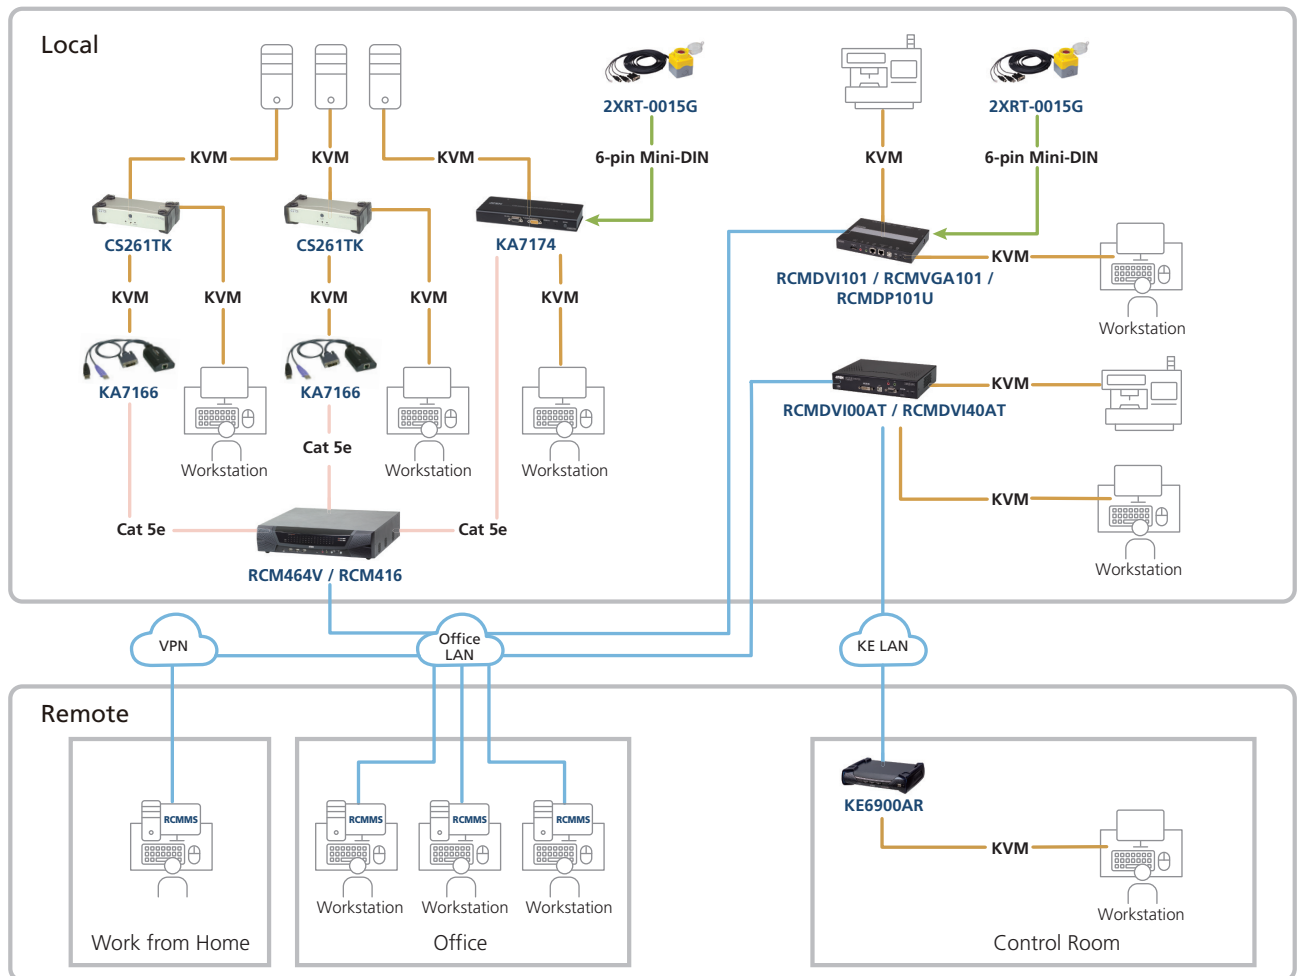 Local
2XRT-0015G
2XRT-0015G
KVM
KVM
KVM
6-pin Mini-DIN
KVM
6-pin Mini-DIN
CS261TK
CS261TK
KA7174
KVM
RCMDVI101 / RCMVGA101 /
RCMDP101U
KVM
KVM
KVM
KVM
KVM
Workstation
KA7166
KA7166
KVM
RCMDVI00AT / RCMDVI40AT
Cat 5e
Workstation
Workstation
Workstation
KVM
Cat 5e
Cat 5e
RCM464V / RCM416
Workstation
VPN
Office
LAN
KE LAN
Remote
KE6900AR
RCMMS
RCMMS
RCMMS
RCMMS
KVM
Workstation
Workstation
Workstation
Workstation
Work from Home
Office
Control Room